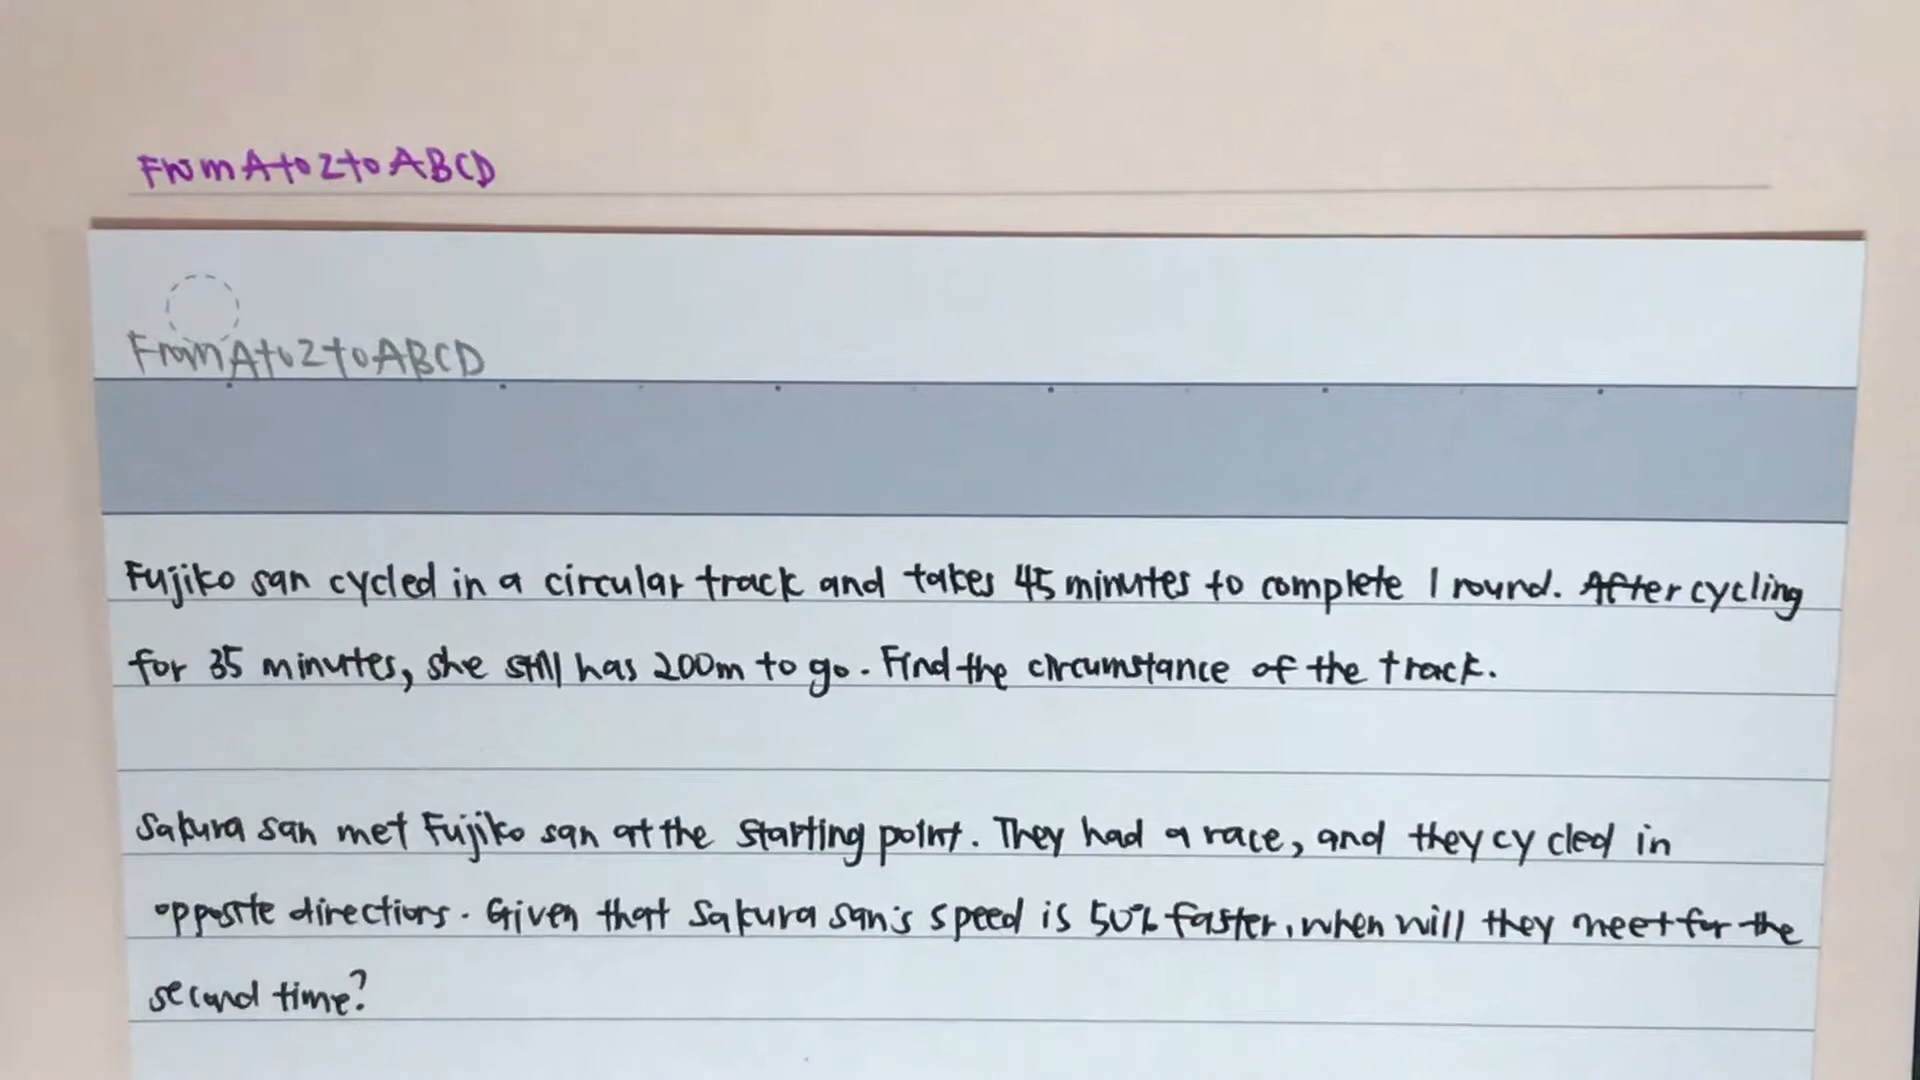 From A to Z to ABCD
From A to Z to ABCD
Fujiko san cycled in a circular track and takes 45 minutes to complete 1 round. After cycling
for 35 minutes, she still has 200m to go. Find the circumstance of the track.
Sakura san met Fujiko san at the starting point. They had a race, and they cycled in
opposite directions. Given that Sakura san's speed is 50% faster, when will they meet for the
second time?